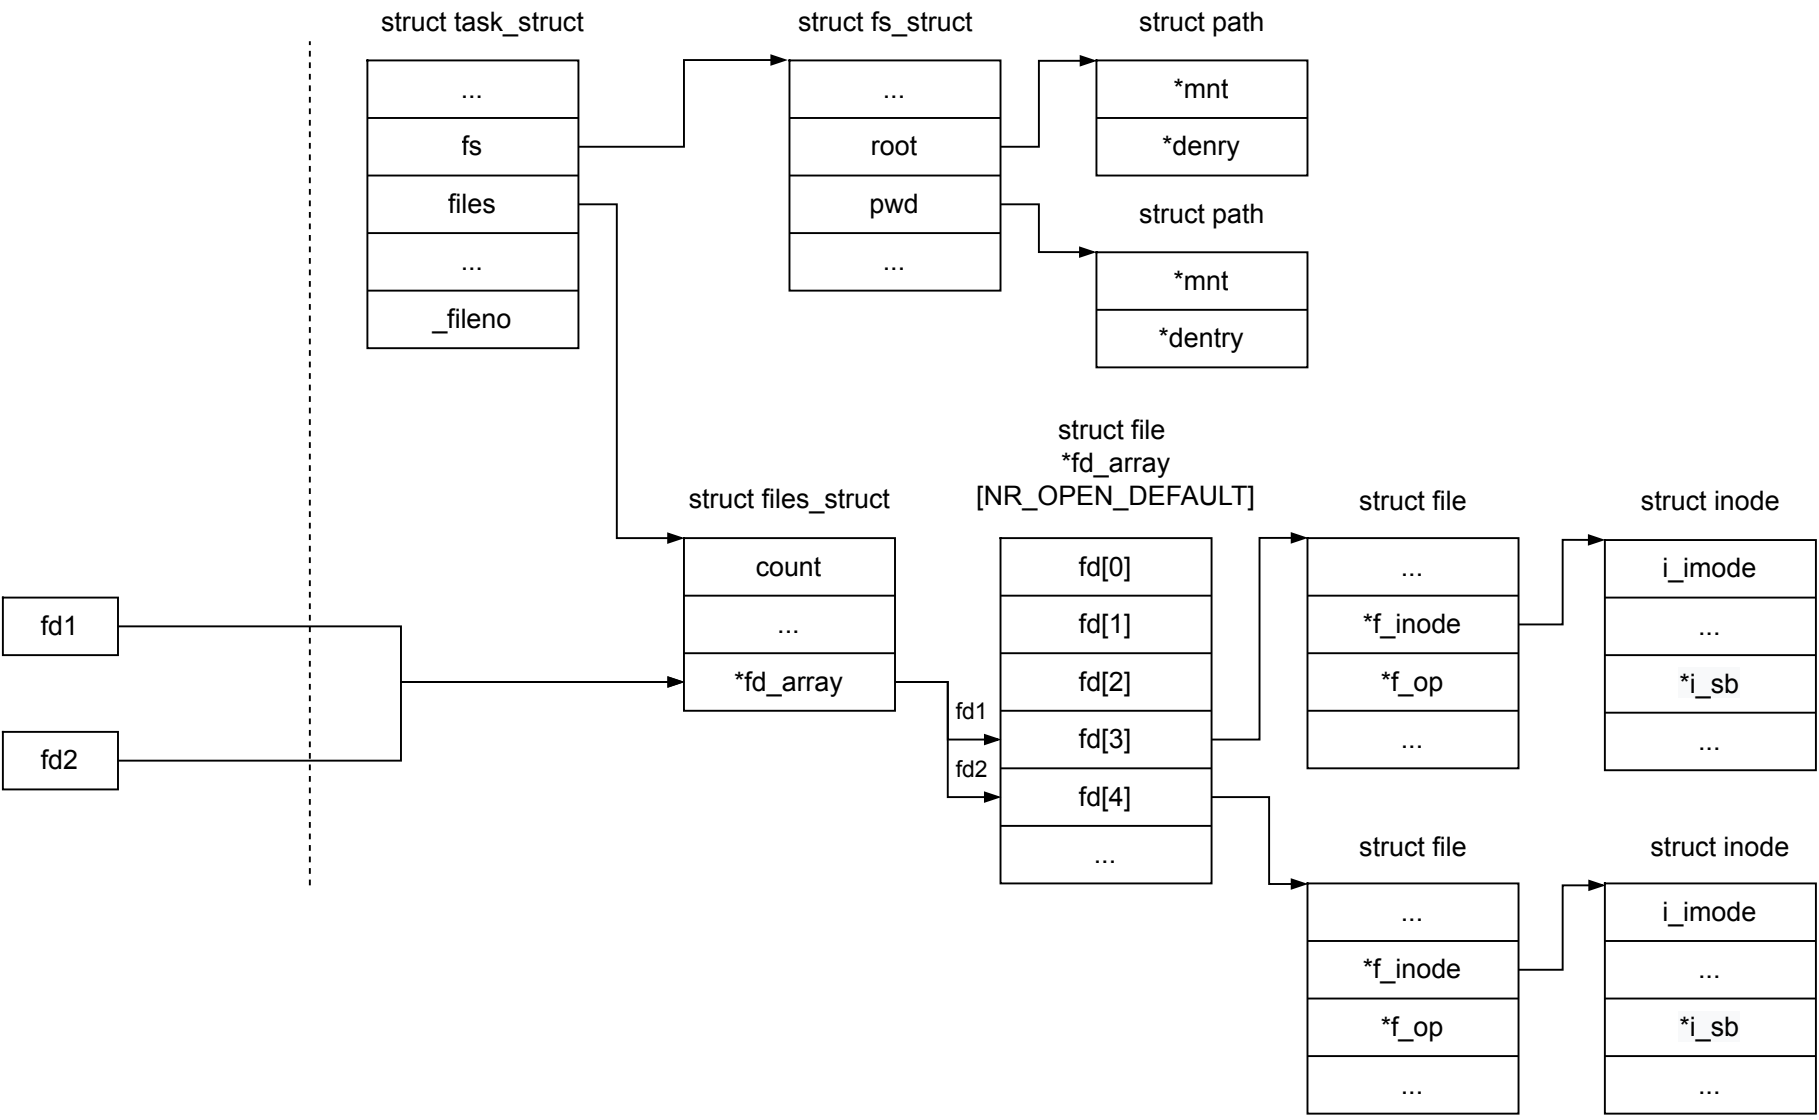 struct task_struct
...
fs
files
...
_fileno
struct fs_struct
...
root
pwd
...
struct path
*mnt
*denry
struct path
*mnt
*dentry
fd1
fd2
struct files_struct
count
...
*fd_array
fd1
fd2
struct file
*fd_array
[NR_OPEN_DEFAULT]
fd[0]
fd[1]
fd[2]
fd[3]
fd[4]
...
struct file
...
*f_inode
*f_op
...
struct inode
i_imode
...
*i_sb
...
struct file
...
*f_inode
*f_op
...
struct inode
i_imode
...
*i_sb
...